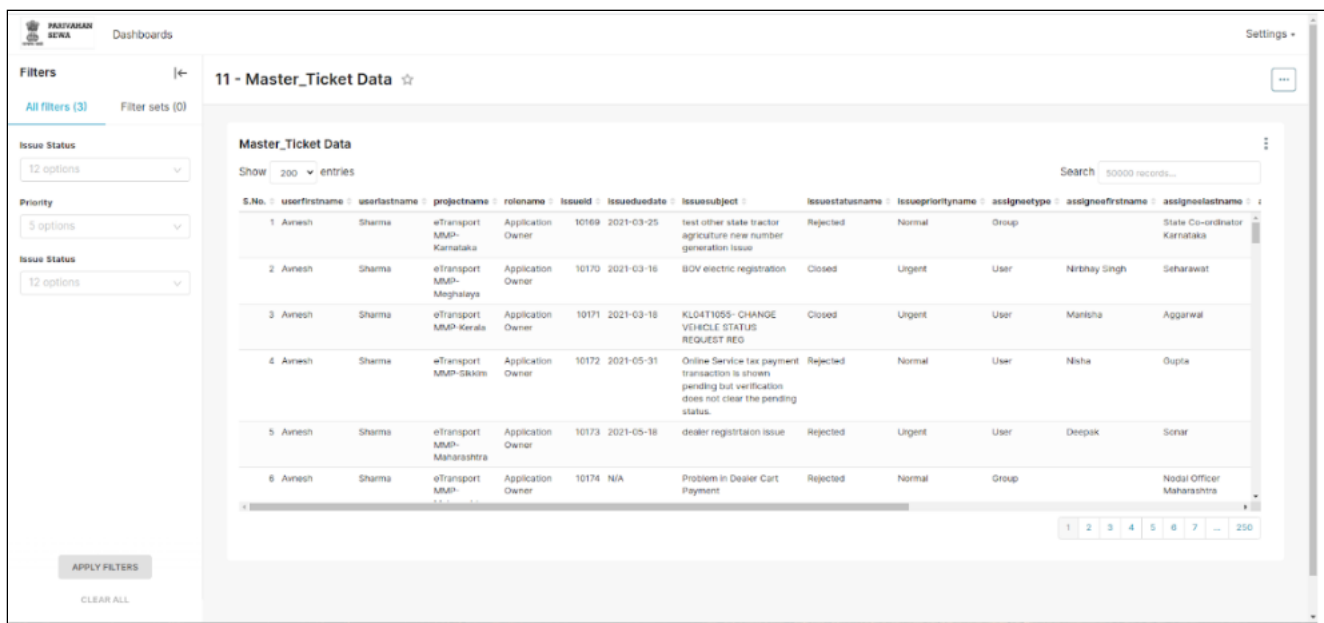 PARIVAHAN
SEWA
Dashboards
Settings
Filters
11 - Master_Ticket Data
All filters (3) Filter sets (0)
Issue Status
12 options
Priority
5 options
Issue Status
12 options
APPLY FILTERS
CLEAR ALL
Master_Ticket Data
Show 200 entries
Search 50000 records...
S.No. userfirstname userlastname projectname rolename issueid issueduedate issuesubject issuestatusname issuepriorityname assigneetype assigneefirstname assigneelastname
1 Avnesh Sharma eTransport Application 10169 2021-03-25 test other state tractor Rejected Normal Group State Co-ordinator
MMP- Owner agriculture new number Karnataka
Karnataka generation issue
2 Avnesh Sharma eTransport Application 10170 2021-03-16 BOV electric registration Closed Urgent User Nirbhay Singh Seharawat
MMP- Owner
Meghalaya
3 Avnesh Sharma eTransport Application 10171 2021-03-18 KL04T1055- CHANGE Closed Urgent User Manisha Aggarwal
MMP-Kerala Owner VEHICLE STATUS
REQUEST REG
4 Avnesh Sharma eTransport Application 10172 2021-05-31 Online Service tax payment Rejected Normal User Nisha Gupta
MMP-Sikkim Owner transaction is shown
pending but verification
does not clear the pending
status.
5 Avnesh Sharma eTransport Application 10173 2021-05-18 dealer registrtaion issue Rejected Urgent User Deepak Sonar
MMP- Owner
Maharashtra
6 Avnesh Sharma eTransport Application 10174 N/A Problem in Dealer Cart Rejected Normal Group Nodal Officer
MMP- Owner Payment Maharashtra
1 2 3 4 5 6 7 ... 250